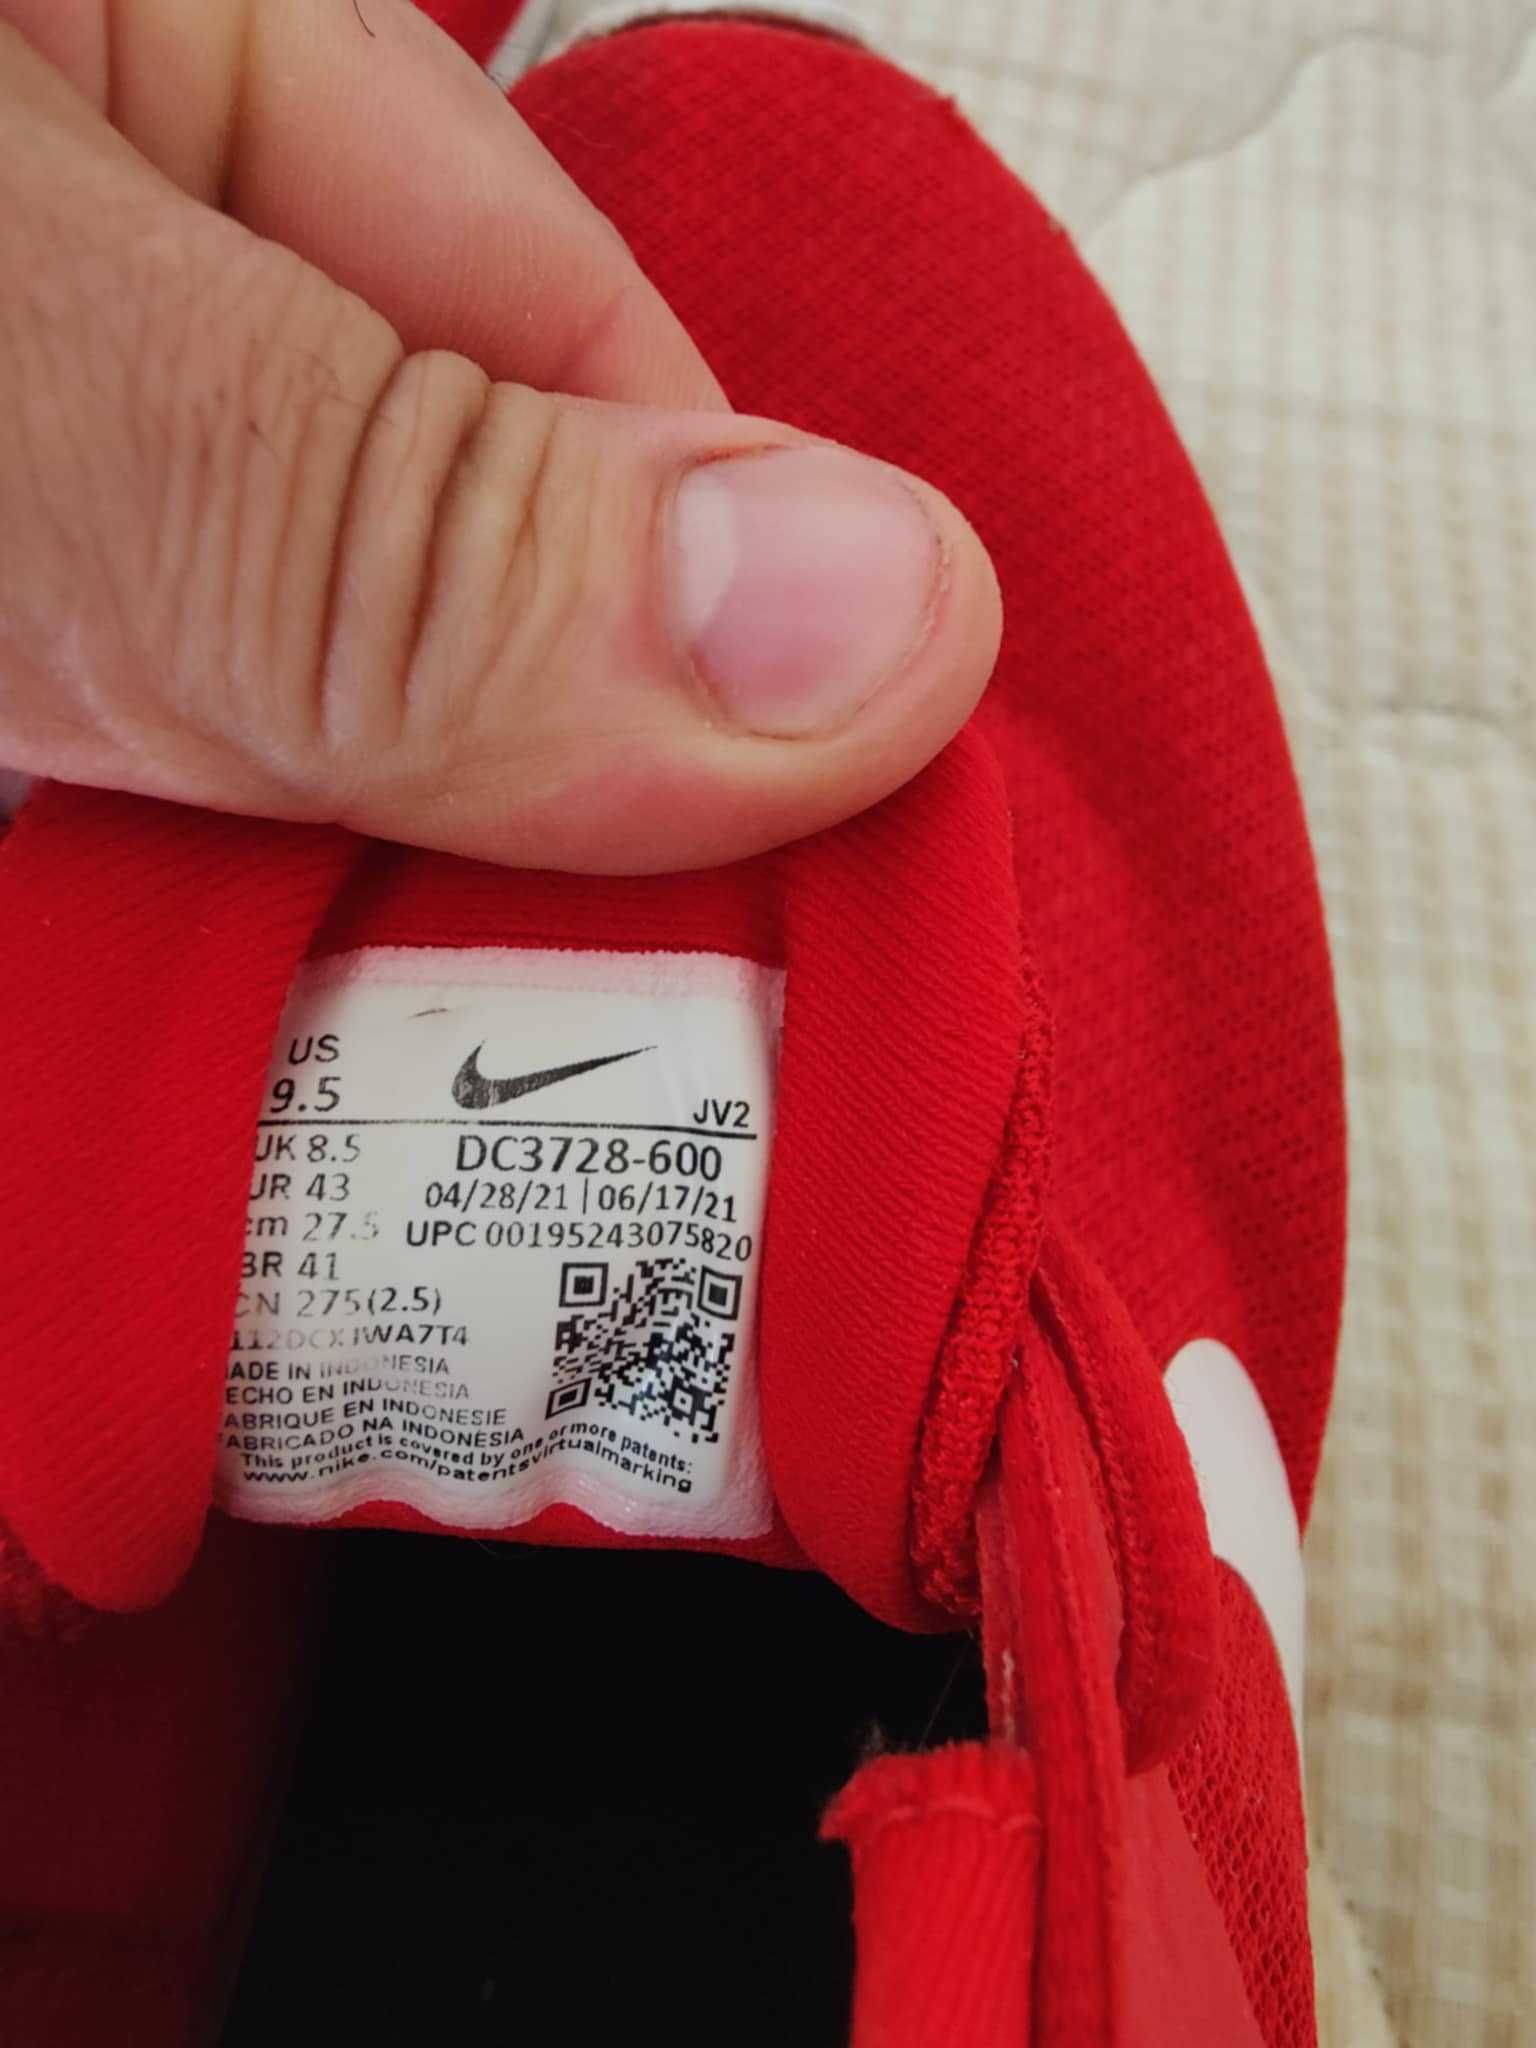 US
9.5
JV2
UK 8.5
DC3728-600
UR 43
04/28/21 | 06/17/21
cm 27.5
UPC 00195243075820
BR 41
CN 275(2.5)
MADE IN INDONESIA
ECHO EN INDONESIA
ABRIQUE EN INDONESIE
FABRICADO NA INDONÉSIA
This product is covered by one or more patents:
www.nike.com/patentsvirtualmarking